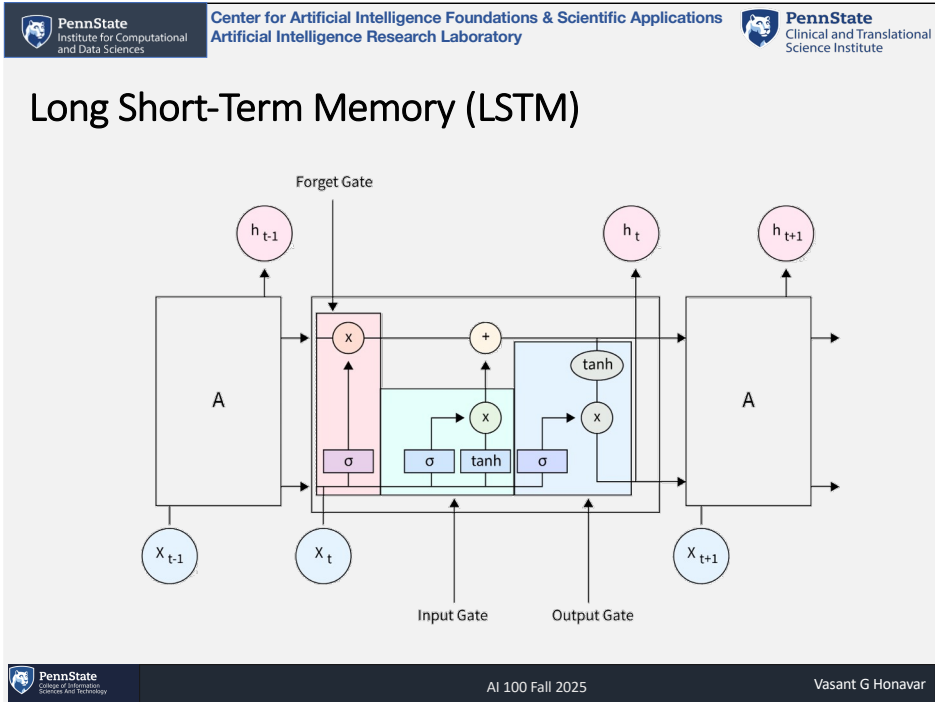 PennState
Institute for Computational
and Data Sciences
Center for Artificial Intelligence Foundations & Scientific Applications
Artificial Intelligence Research Laboratory
PennState
Clinical and Translational
Science Institute
Long Short-Term Memory (LSTM)
Forget Gate
h t-1
h t
h t+1
x
+
tanh
A
A
x
x
σ
σ
tanh
σ
X t-1
X t
X t+1
Input Gate
Output Gate
PennState
College of Information
Sciences And Technology
AI 100 Fall 2025
Vasant G Honavar